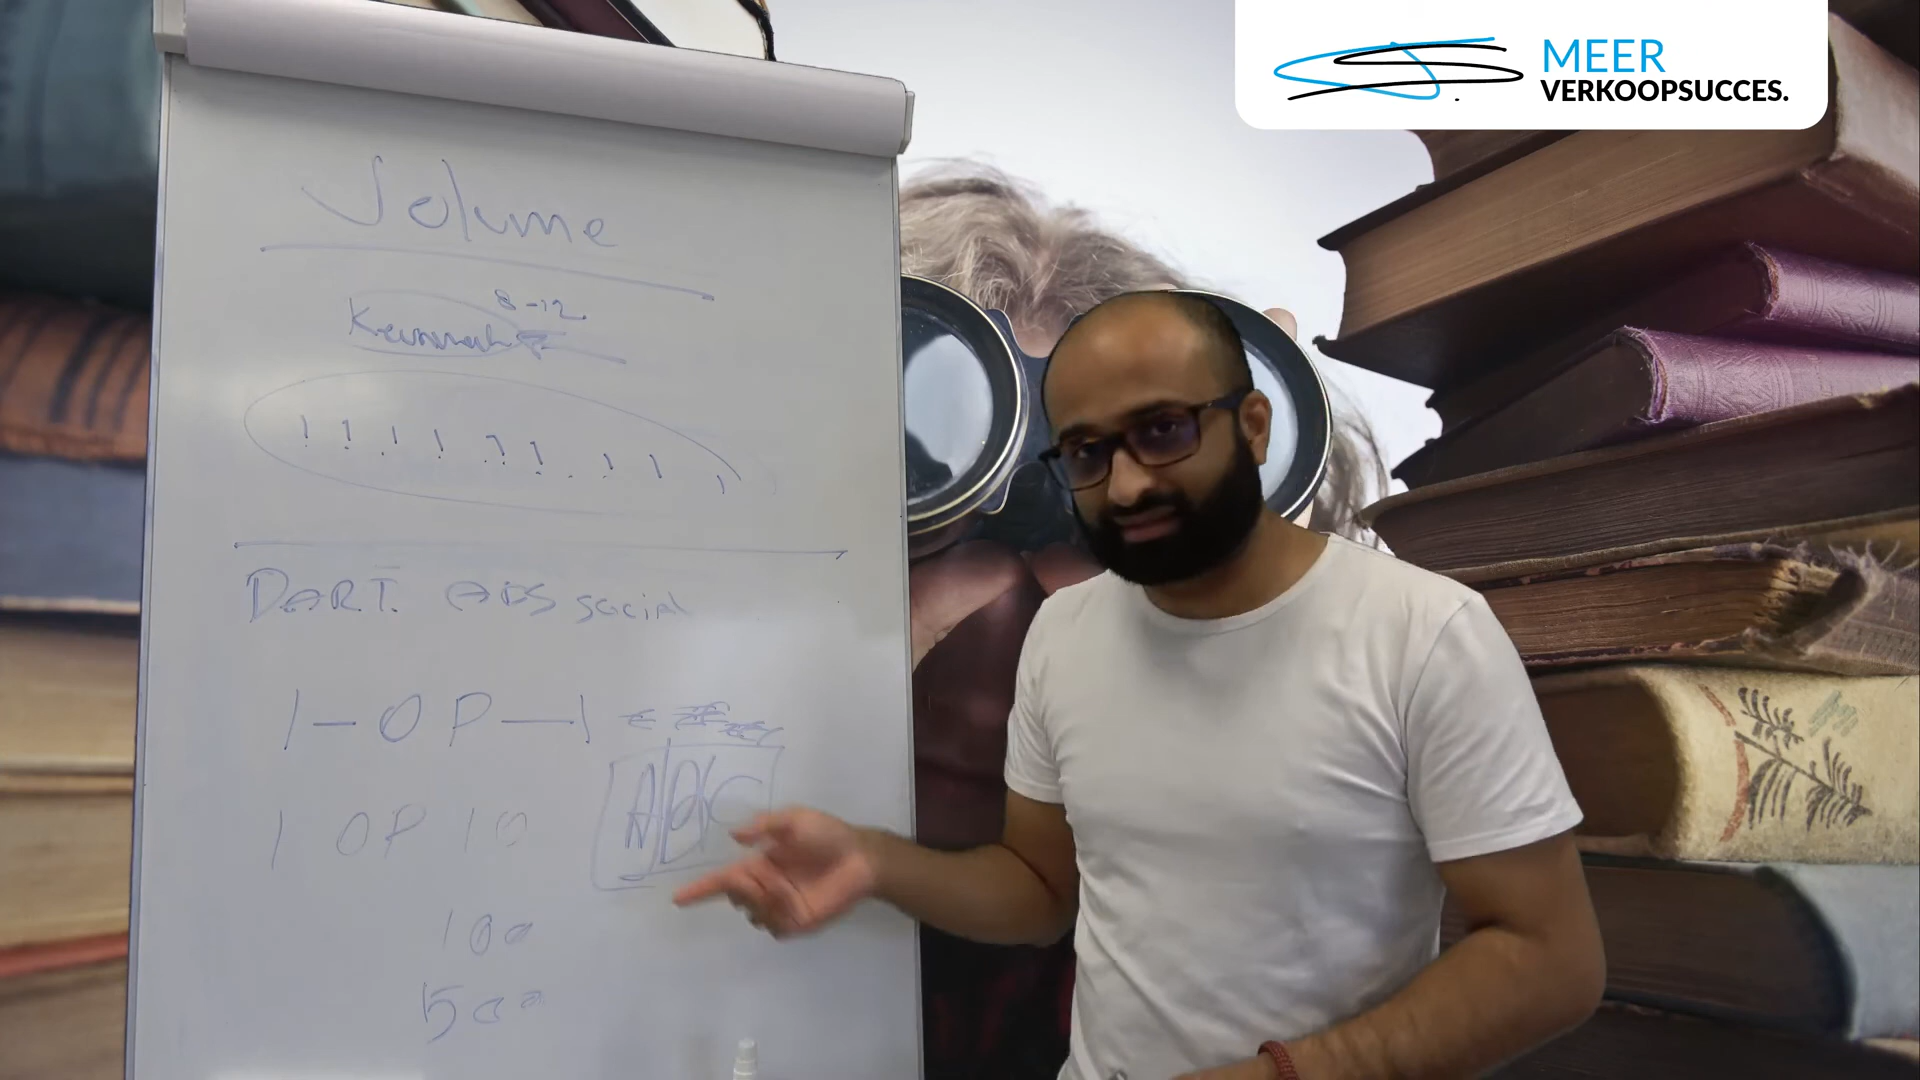 Volume
8-12.
! ! ! ! ! ! ! ! ! !
D.A.R.T. ADS social
1-OP-1
A B C
1 OP 10
100
500
MEER
VERKOOPSUCCES.